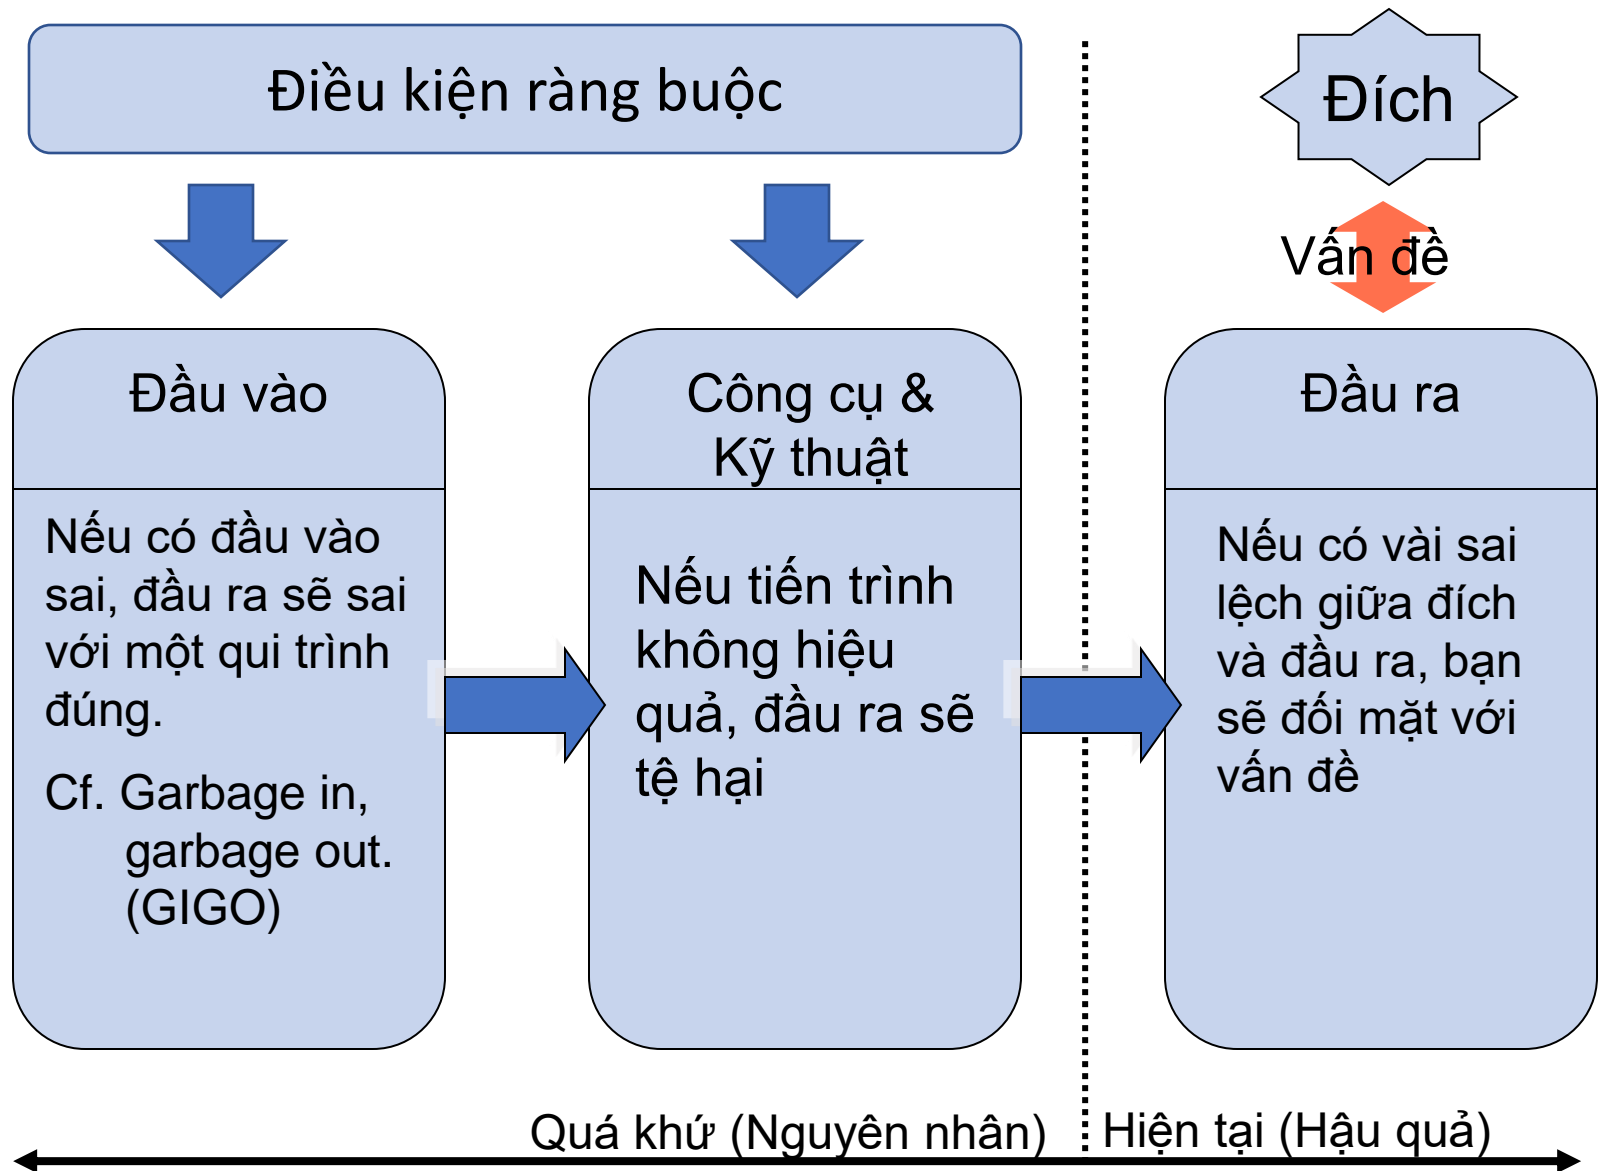 Điều kiện ràng buộc
Đích
Vấn đề
Đầu vào
Nếu có đầu vào
sai, đầu ra sẽ sai
với một qui trình
đúng.
Cf. Garbage in,
garbage out.
(GIGO)
Công cụ &
Kỹ thuật
Nếu tiến trình
không hiệu
quả, đầu ra sẽ
tệ hại
Đầu ra
Nếu có vài sai
lệch giữa đích
và đầu ra, bạn
sẽ đối mặt với
vấn đề
Quá khứ (Nguyên nhân)
Hiện tại (Hậu quả)